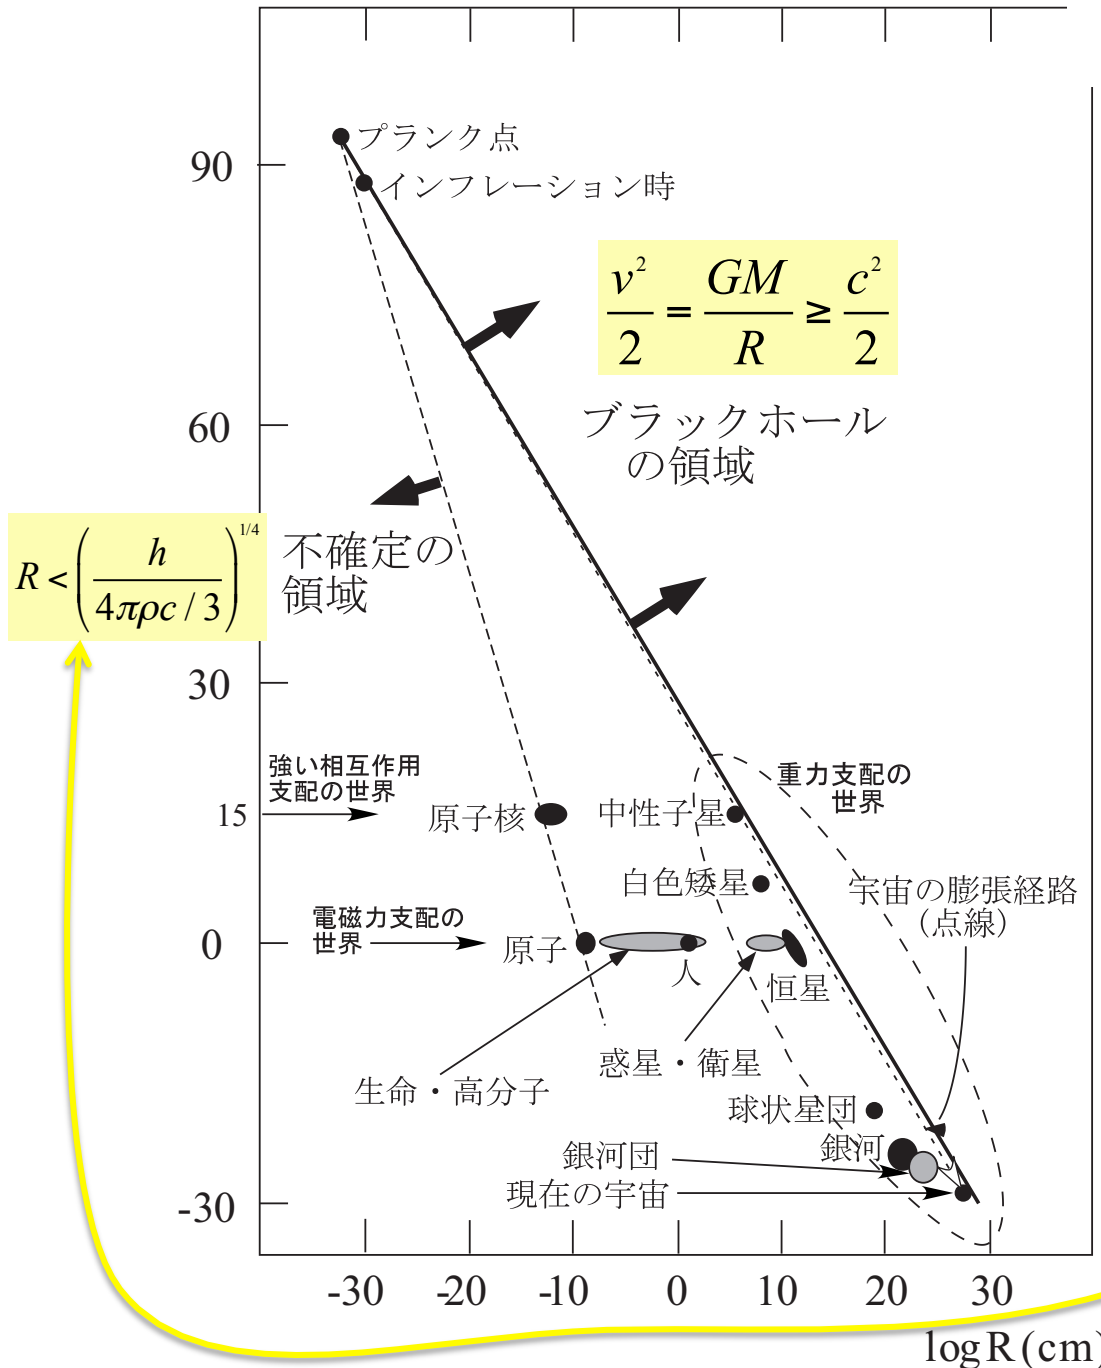 プランク点
90
インフレーション時
v²/2 = GM/R ≥ c²/2
ブラックホール
の領域
60
R < (h / 4πρc / 3)^1/4
不確定の
領域
30
強い相互作用
支配の世界
重力支配の
世界
15
原子核
中性子星
白色矮星
宇宙の膨張経路
(点線)
電磁力支配の
世界
0
原子
人
恒星
惑星・衛星
生命・高分子
球状星団
銀河
銀河団
現在の宇宙
-30
-30 -20 -10 0 10 20 30
log R (cm)